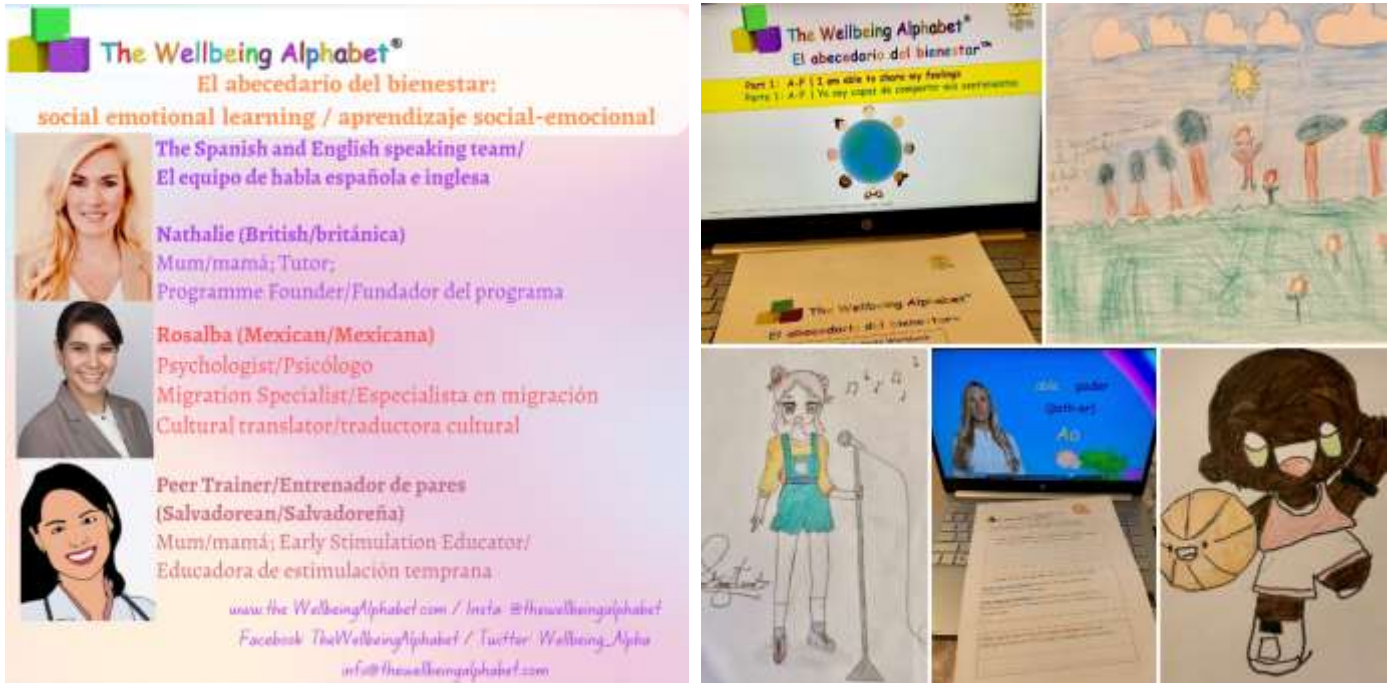 The Wellbeing Alphabet®
El abecedario del bienestar:
social emotional learning / aprendizaje social-emocional
The Spanish and English speaking team/
El equipo de habla española e inglesa
Nathalie (British/británica)
Mum/mamá; Tutor;
Programme Founder/Fundador del programa
Rosalba (Mexican/Mexicana)
Psychologist/Psicólogo
Migration Specialist/Especialista en migración
Cultural translator/traductora cultural
Peer Trainer/Entrenador de pares
(Salvadorean/Salvadoreña)
Mum/mamá; Early Stimulation Educator/
Educadora de estimulación temprana
www.the WellbeingAlphabet.com / Insta @thewellbeingalphabet
Facebook TheWellbeingAlphabet / Twitter Wellbeing_Alpha
info@thewellbeingalphabet.com
The Wellbeing Alphabet®
El abecedario del bienestar™
Part 1: A-F | I am able to share my feelings
Parte 1: A-F | Yo soy capaz de compartir mis sentimientos
The Wellbeing Alphabet®
El abecedario del bienestar™
able poder
Aa